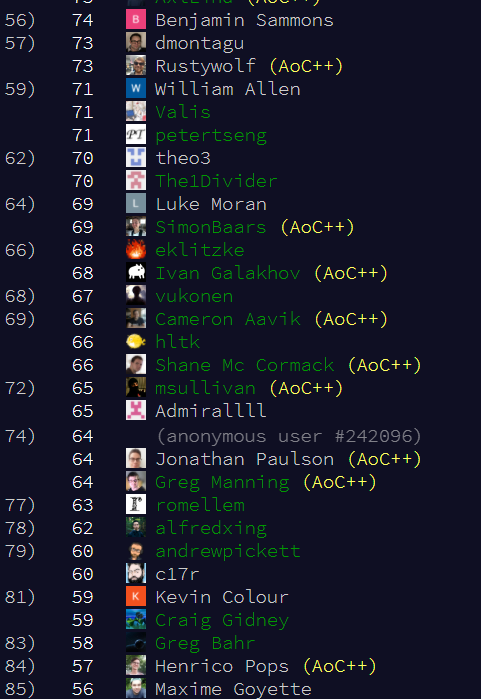 56) 74 Benjamin Sammons
57) 73 dmontagu
73 Rustywolf (AoC++)
59) 71 William Allen
71 Valis
71 petertseng
62) 70 theo3
70 The1Divider
64) 69 Luke Moran
69 SimonBaars (AoC++)
66) 68 eklitzke
68 Ivan Galakhov (AoC++)
68) 67 vukonen
69) 66 Cameron Aavik (AoC++)
66 hltk
66 Shane Mc Cormack (AoC++)
72) 65 msullivan (AoC++)
65 Admirallll
74) 64 (anonymous user #242096)
64 Jonathan Paulson (AoC++)
64 Greg Manning (AoC++)
77) 63 romellem
78) 62 alfredxing
79) 60 andrewpickett
60 c17r
81) 59 Kevin Colour
59 Craig Gidney
83) 58 Greg Bahr
84) 57 Henrico Pops (AoC++)
85) 56 Maxime Goyette